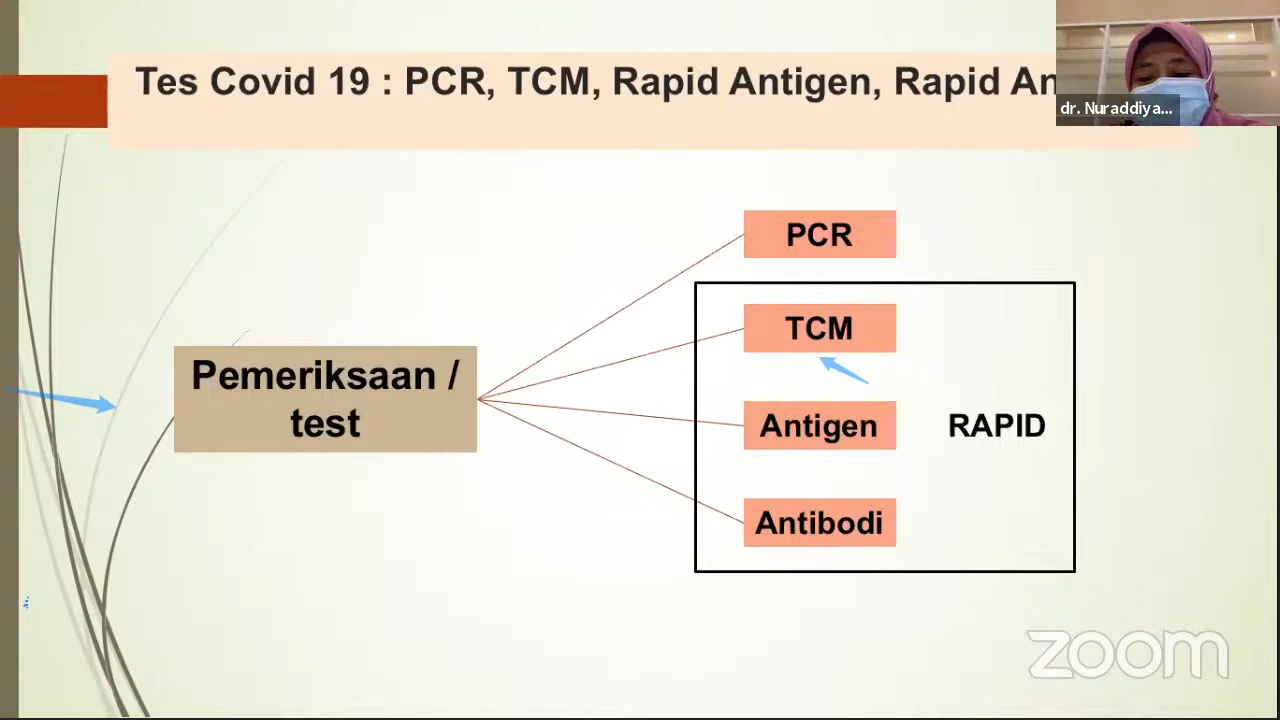 Tes Covid 19 : PCR, TCM, Rapid Antigen, Rapid An
dr. Nuraddiya...
PCR
TCM
Pemeriksaan /
test
Antigen
RAPID
Antibodi
zoom